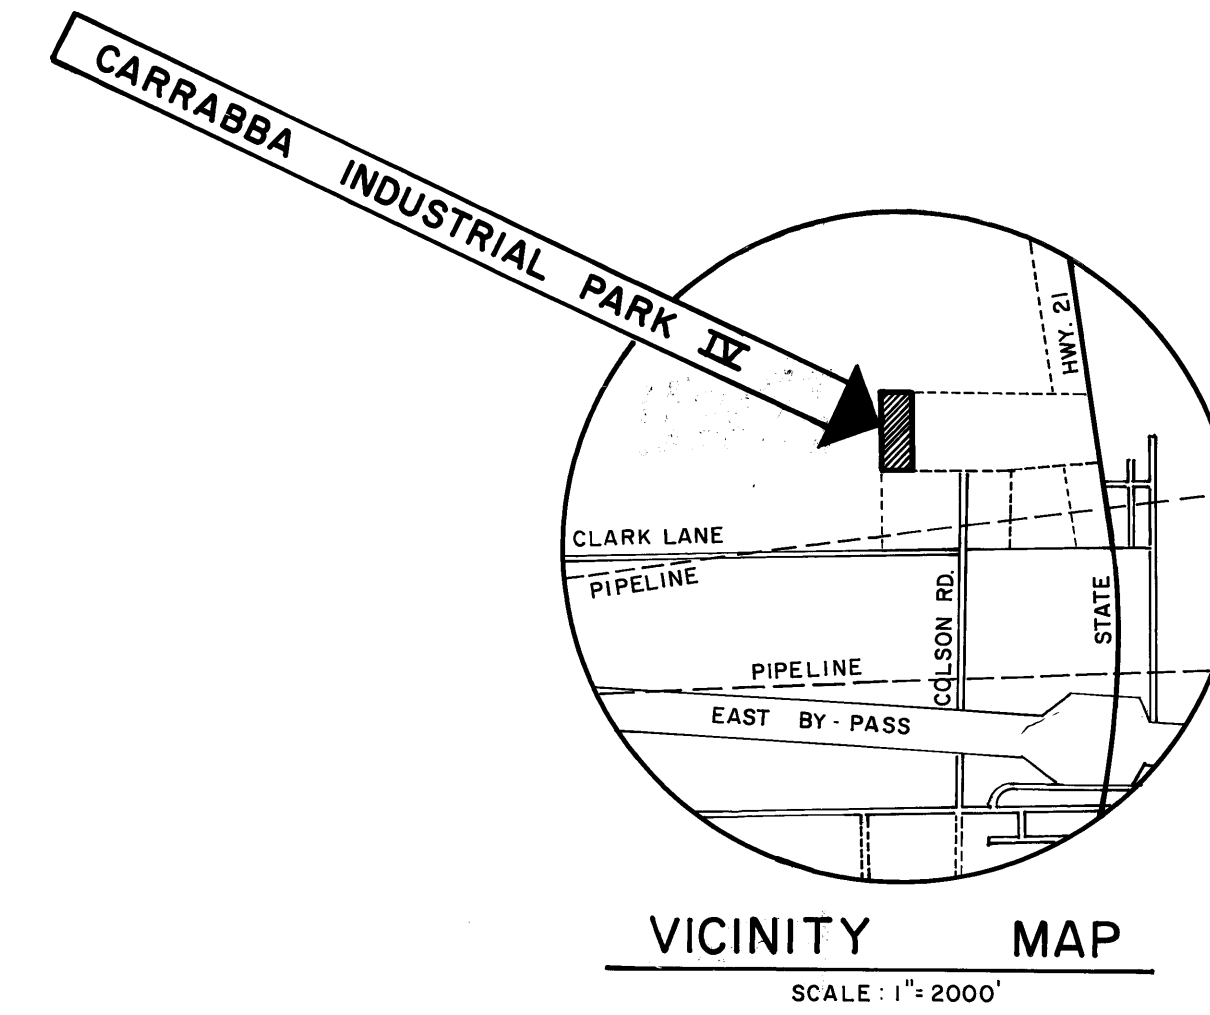 CARRABBA INDUSTRIAL PARK IV
HWY. 21
CLARK LANE
PIPELINE
COLSON RD.
STATE
PIPELINE
EAST BY-PASS
VICINITY MAP
SCALE: 1"=2000'